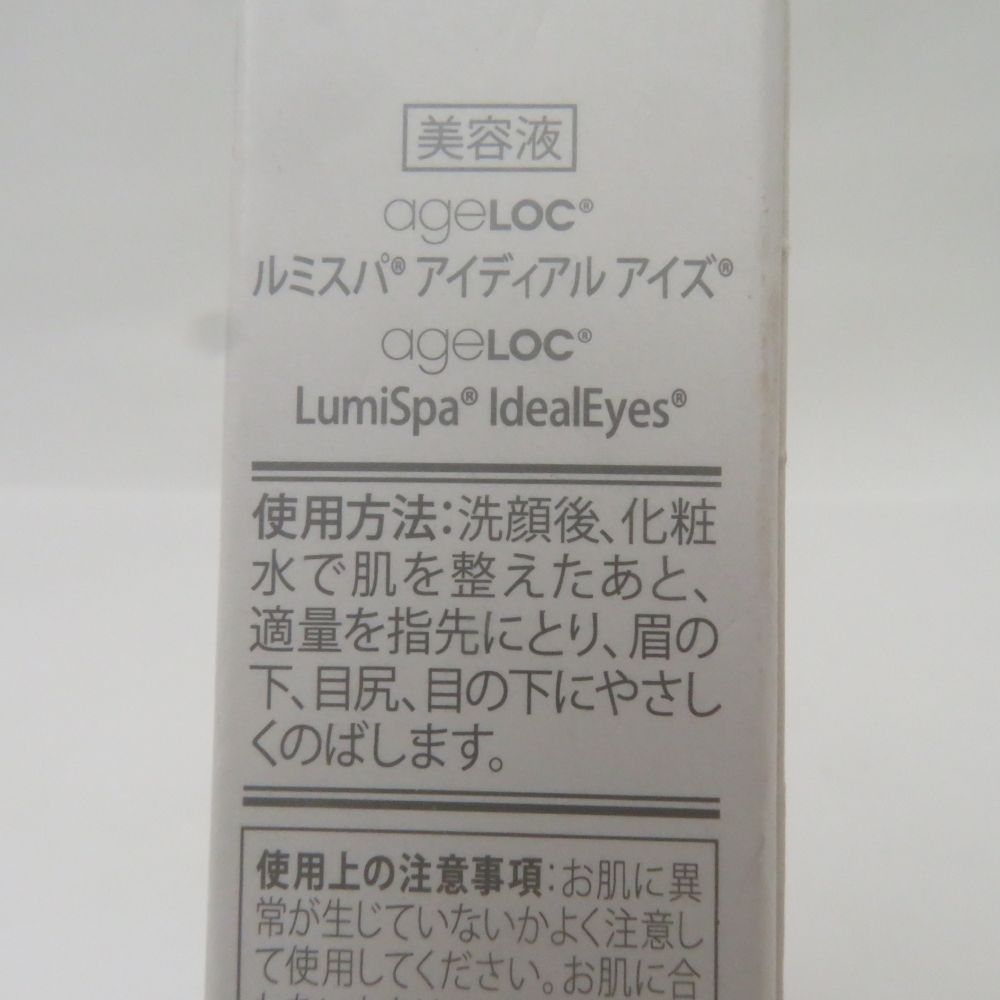 美容液
ageLOC®
ルミスパ® アイディアル アイズ®
ageLOC®
LumiSpa® IdealEyes®
使用方法:洗顔後、化粧
水で肌を整えたあと、
適量を指先にとり、眉の
下、目尻、目の下にやさし
くのばします。
使用上の注意事項:お肌に異
常が生じていないかよく注意し
て使用してください。お肌に合